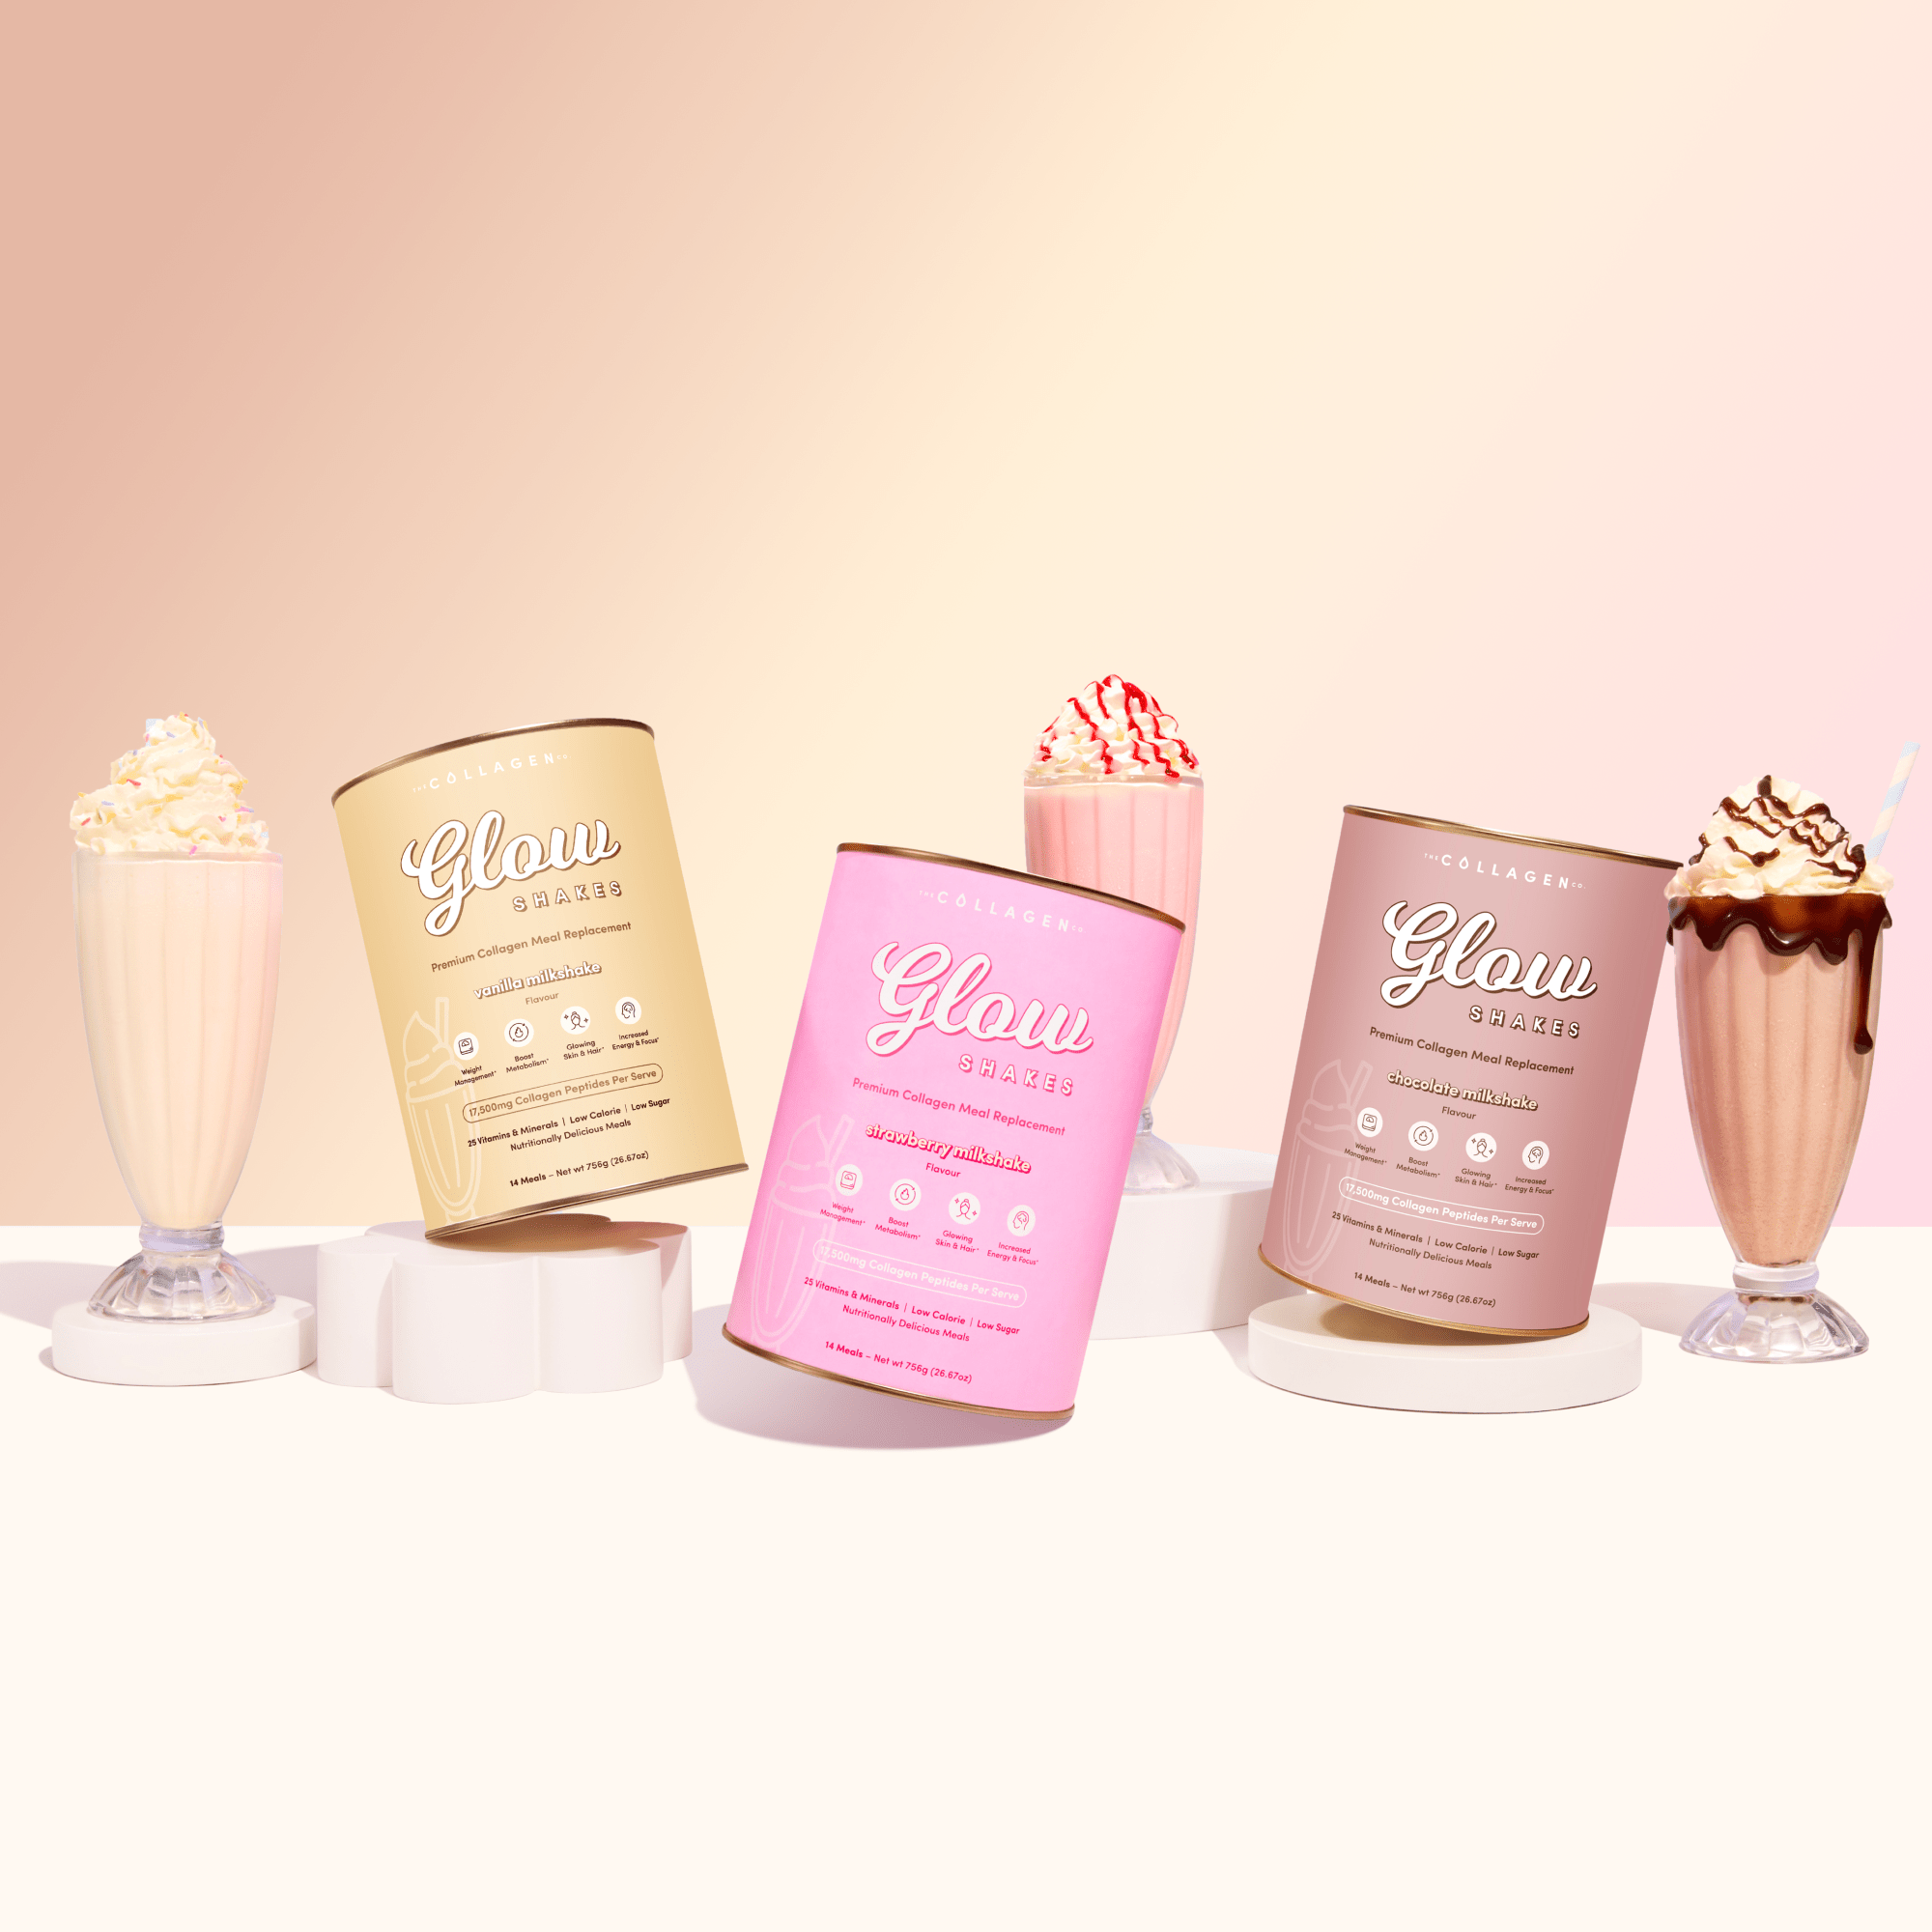 THE COLLAGEN CO.
Glow
SHAKES
Premium Collagen Meal Replacement
vanilla milkshake
Flavour
Weight
Management*
Boost
Metabolism*
Glowing
Skin & Hair*
Increased
Energy & Focus*
17,500mg Collagen Peptides Per Serve
25 Vitamins & Minerals | Low Calorie | Low Sugar
Nutritionally Delicious Meals
14 Meals – Net wt 756g (26.67oz)
THE COLLAGEN CO.
Glow
SHAKES
Premium Collagen Meal Replacement
strawberry milkshake
Flavour
Weight
Management*
Boost
Metabolism*
Glowing
Skin & Hair*
Increased
Energy & Focus*
17,500mg Collagen Peptides Per Serve
25 Vitamins & Minerals | Low Calorie | Low Sugar
Nutritionally Delicious Meals
14 Meals – Net wt 756g (26.67oz)
THE COLLAGEN CO.
Glow
SHAKES
Premium Collagen Meal Replacement
chocolate milkshake
Flavour
Weight
Management*
Boost
Metabolism*
Glowing
Skin & Hair*
Increased
Energy & Focus*
17,500mg Collagen Peptides Per Serve
25 Vitamins & Minerals | Low Calorie | Low Sugar
Nutritionally Delicious Meals
14 Meals – Net wt 756g (26.67oz)